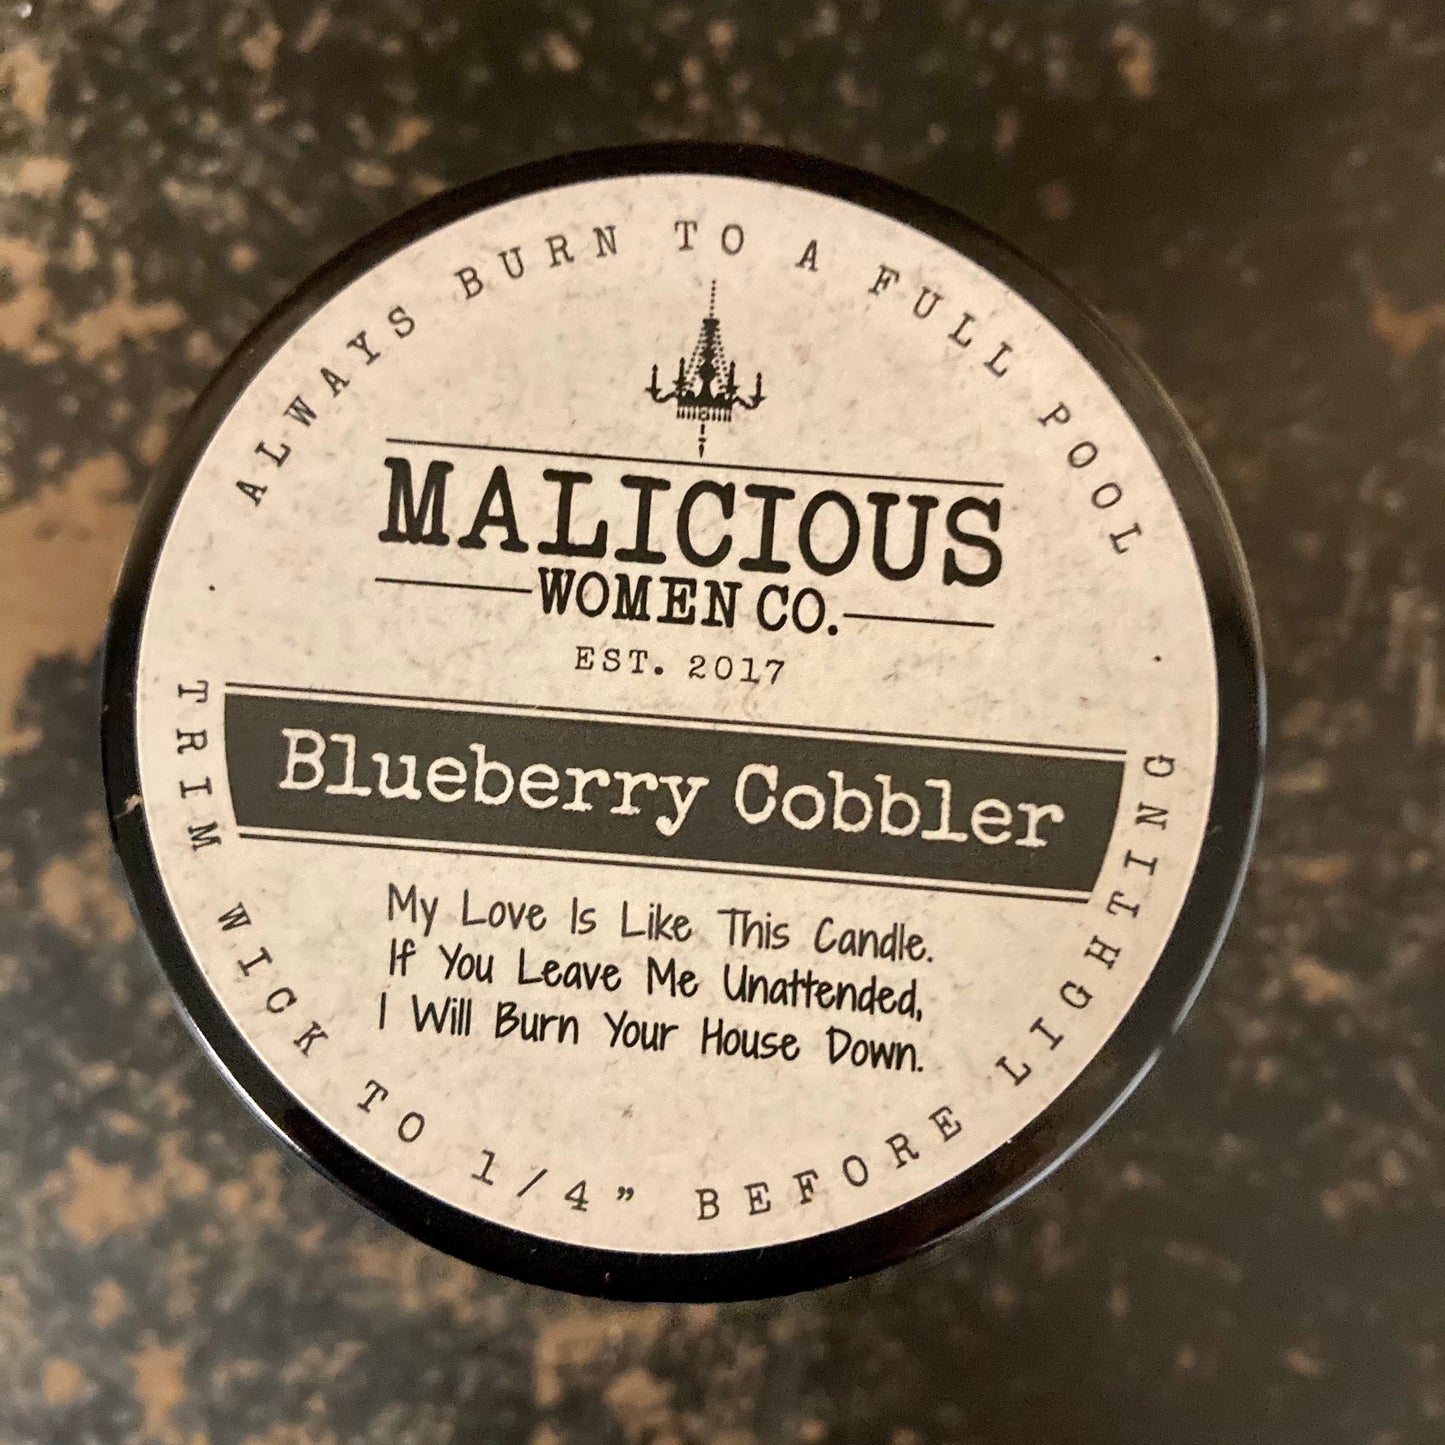 ALWAYS BURN TO A FULL POOL
MALICIOUS
WOMEN CO.
EST. 2017
Blueberry Cobbler
My Love Is Like This Candle.
If You Leave Me Unattended,
I Will Burn Your House Down.
TRIM WICK TO 1/4” BEFORE LIGHTING